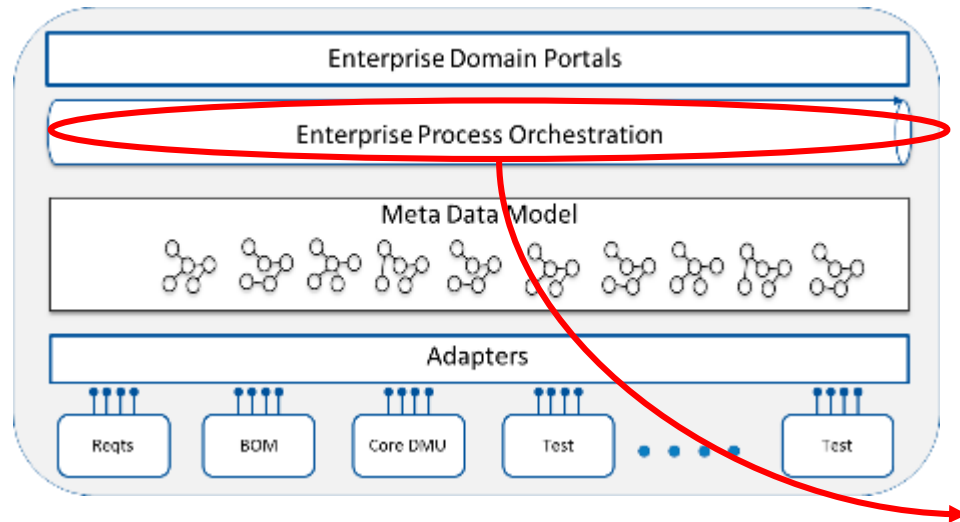 Enterprise Domain Portals
Enterprise Process Orchestration
Meta Data Model
Adapters
Reqts
BOM
Core DMU
Test
Test